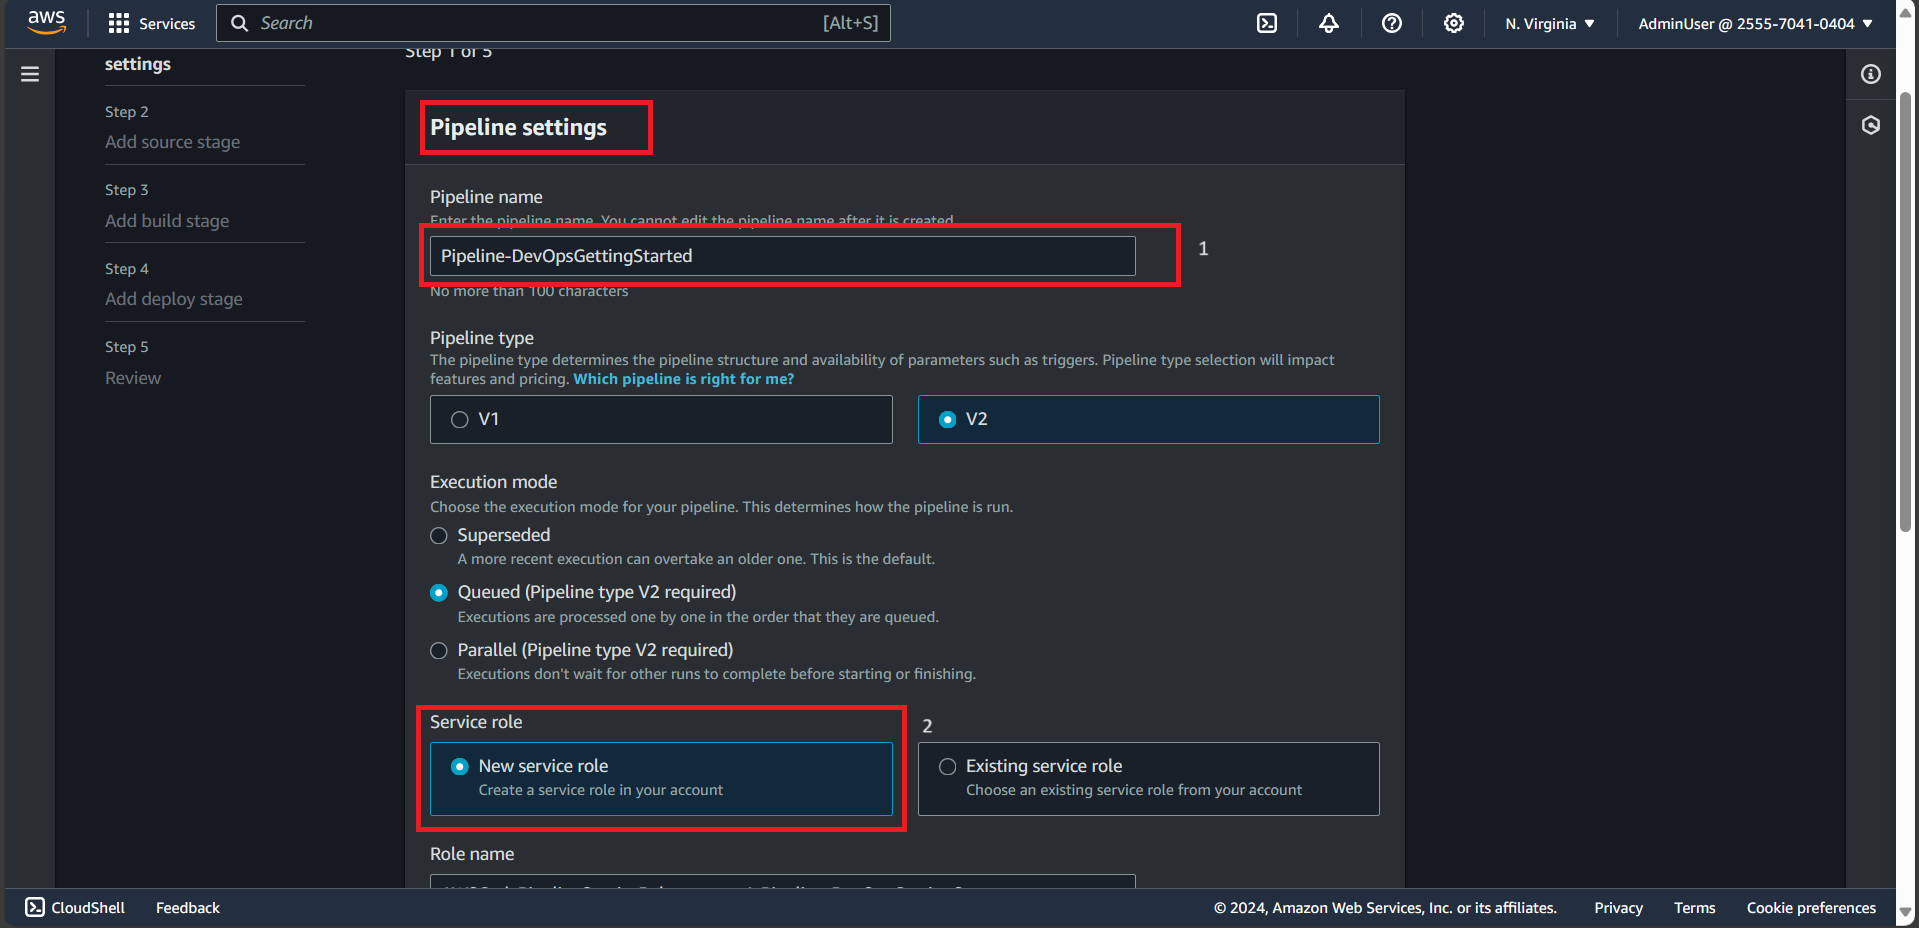 aws
Services
Search
[Alt+S]
N. Virginia
AdminUser @ 2555-7041-0404
settings
Step 2
Add source stage
Step 3
Add build stage
Step 4
Add deploy stage
Step 5
Review
Step 1 of 5
Pipeline settings
Pipeline name
Enter the pipeline name. You cannot edit the pipeline name after it is created.
Pipeline-DevOpsGettingStarted
1
No more than 100 characters
Pipeline type
The pipeline type determines the pipeline structure and availability of parameters such as triggers. Pipeline type selection will impact
features and pricing. Which pipeline is right for me?
V1
V2
Execution mode
Choose the execution mode for your pipeline. This determines how the pipeline is run.
Superseded
A more recent execution can overtake an older one. This is the default.
Queued (Pipeline type V2 required)
Executions are processed one by one in the order that they are queued.
Parallel (Pipeline type V2 required)
Executions don't wait for other runs to complete before starting or finishing.
Service role
2
New service role
Create a service role in your account
Existing service role
Choose an existing service role from your account
Role name
CloudShell
Feedback
© 2024, Amazon Web Services, Inc. or its affiliates.
Privacy
Terms
Cookie preferences